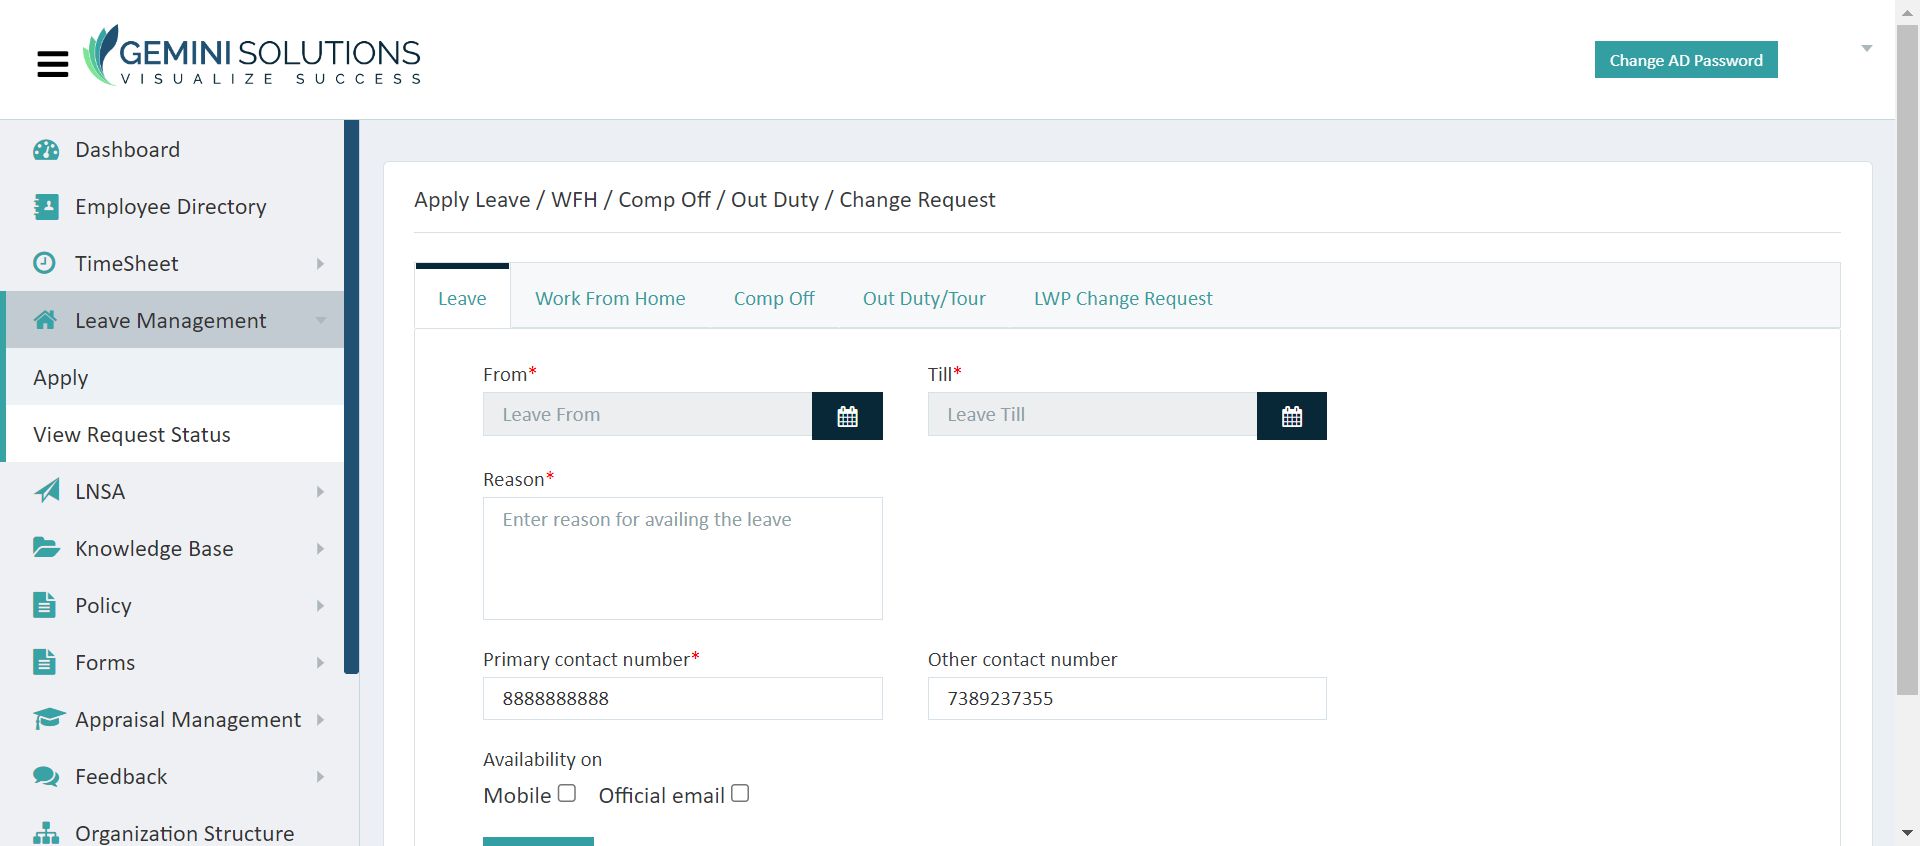 GEMINI SOLUTIONS
VISUALIZE SUCCESS
Change AD Password
Dashboard
Employee Directory
TimeSheet
Leave Management
Apply
View Request Status
LNSA
Knowledge Base
Policy
Forms
Appraisal Management
Feedback
Organization Structure
Apply Leave / WFH / Comp Off / Out Duty / Change Request
Leave Work From Home Comp Off Out Duty/Tour LWP Change Request
From* Till*
Leave From Leave Till
Reason*
Enter reason for availing the leave
Primary contact number* Other contact number
8888888888 7389237355
Availability on
Mobile Official email